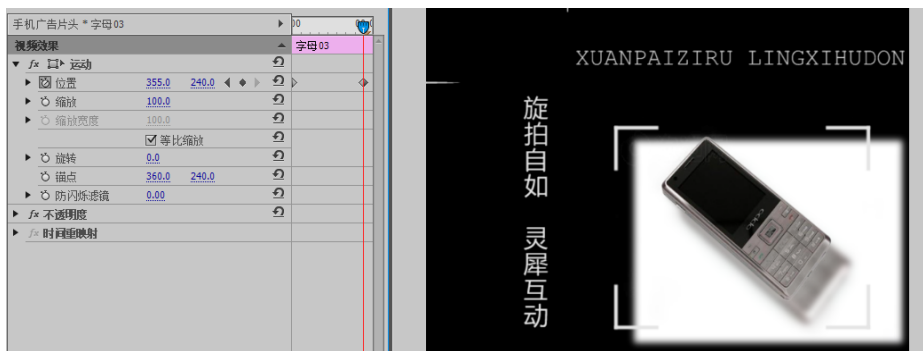 手机广告片头 * 字母03
00
视频效果
字母03
fx 运动
位置 355.0 240.0
缩放 100.0
缩放宽度 100.0
等比缩放
旋转 0.0
锚点 360.0 240.0
防闪烁滤镜 0.00
fx 不透明度
fx 时间重映射
XUANPAIZIRU LINGXIHUDON
旋拍自如 灵犀互动